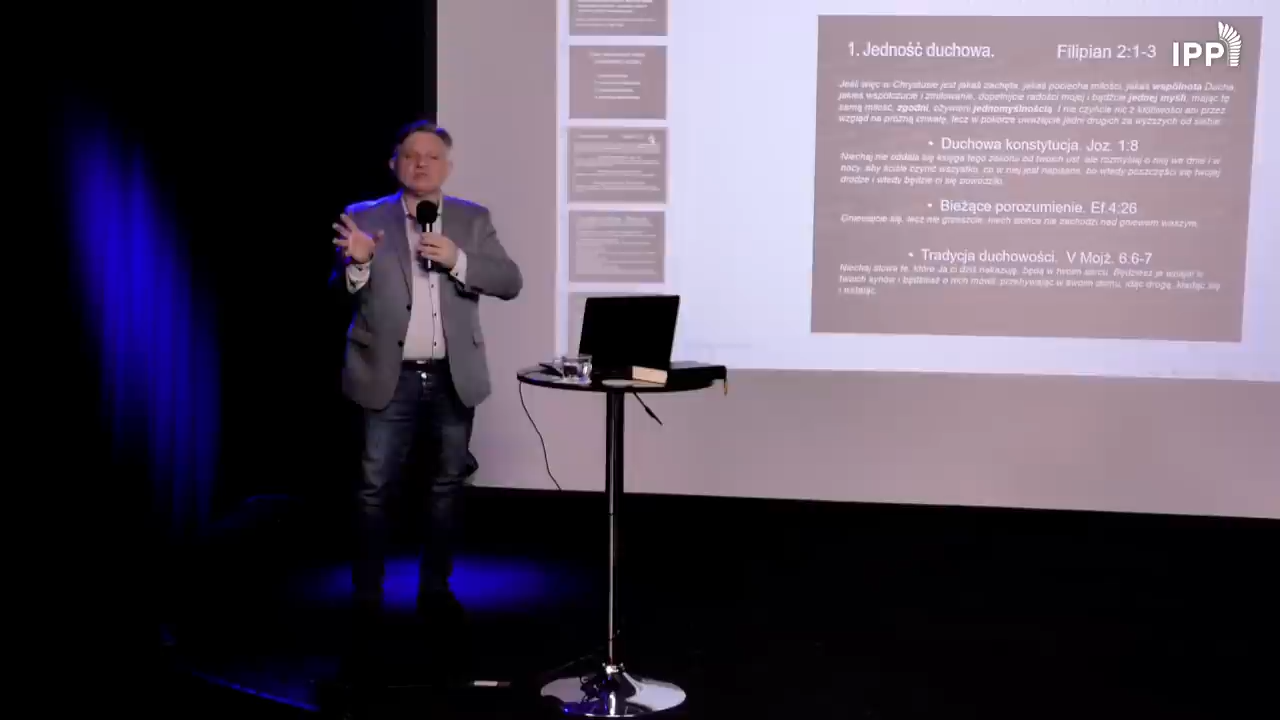 1. Jedność duchowa. Filipian 2:1-3
IPP
Jeśli więc w Chrystusie jest jakaś zachęta, jakaś pociecha miłości, jakaś wspólnota Ducha,
jakieś współczucie i zmiłowanie, dopełnijcie radości mojej i bądźcie jednej myśli, mając tę
samą miłość, zgodni, ożywieni jednomyślnością. I nie czyńcie nic z kłótliwości ani przez
wzgląd na próżną chwałę, lecz w pokorze uważajcie jedni drugich za wyższych od siebie.
• Duchowa konstytucja. Joz. 1:8
Niechaj nie oddala się księga tego zakonu od twoich ust, ale rozmyślaj o niej we dnie i w
nocy, aby ściśle czynić wszystko, co w niej jest napisane, bo wtedy poszczęści się twojej
drodze i wtedy będzie ci się powodziło.
• Bieżące porozumienie. Ef.4:26
Gniewajcie się, lecz nie grzeszcie; niech słońce nie zachodzi nad gniewem waszym,
• Tradycja duchowości. V Mojż. 6:6-7
Niechaj słowa te, które Ja ci dziś nakazuję, będą w twoim sercu. Będziesz je wpajał w
twoich synów i będziesz o nich mówił, przebywając w swoim domu, idąc drogą, kładąc się
i wstając.